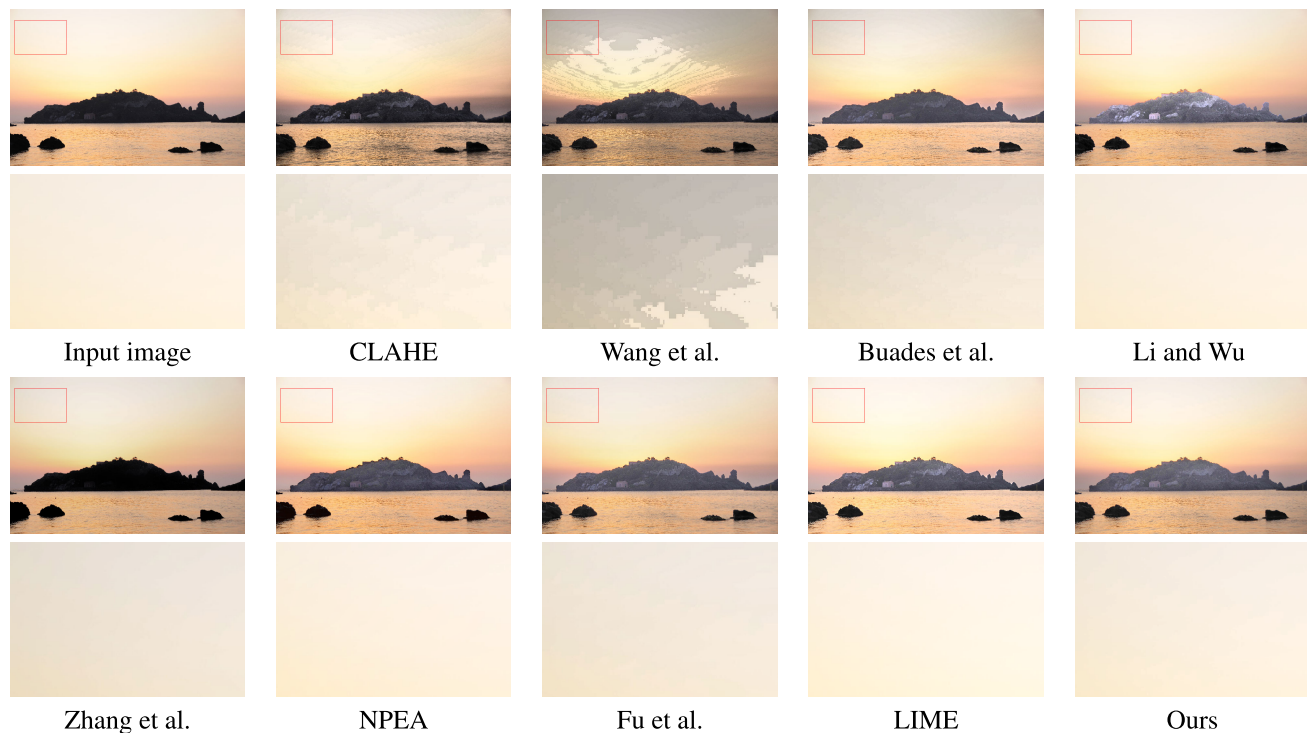 Input image
CLAHE
Wang et al.
Buades et al.
Li and Wu
Zhang et al.
NPEA
Fu et al.
LIME
Ours